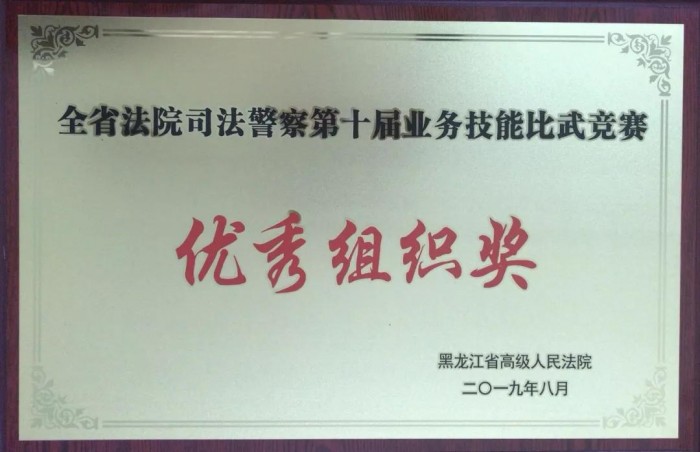 全省法院司法警察第十届业务技能比武竞赛
优秀组织奖
黑龙江省高级人民法院
二〇一九年八月